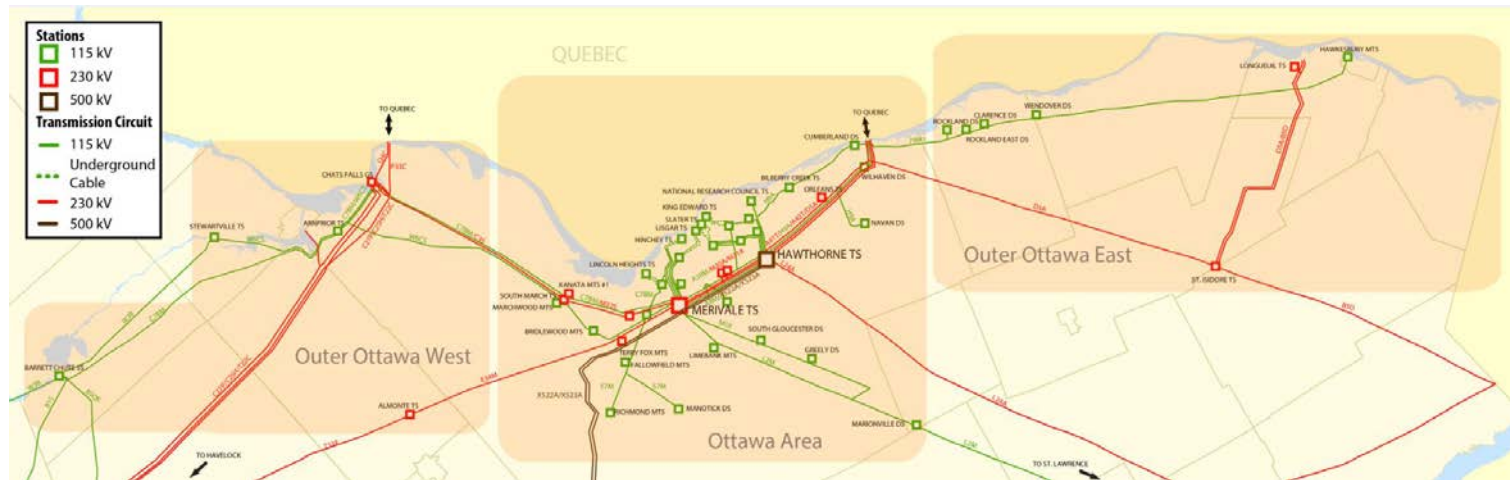 Stations
115 kV
230 kV
500 kV
Transmission Circuit
115 kV
Underground
Cable
230 kV
500 kV
QUEBEC
TO QUEBEC
TO QUEBEC
HAWKESBURY MTS
LONGUEUIL TS
WENDOVER DS
CLARENCE DS
ROCKLAND DS
ROCKLAND EAST DS
CUMBERLAND DS
WILHAVEN DS
BILBERRY CREEK TS
ORLEANS TS
NATIONAL RESEARCH COUNCIL TS
KING EDWARD TS
SLATER TS
LISGAR TS
HINCHEY TS
NAVAN DS
CHATS FALLS GS
ARNPRIOR TS
STEWARTVILLE TS
LINCOLN HEIGHTS TS
HAWTHORNE TS
Outer Ottawa East
ST. ISIDORE TS
KANATA MTS #1
SOUTH MARCH TS
MARCHWOOD MTS
MERIVALE TS
BRIDLEWOOD MTS
SOUTH GLOUCESTER DS
GREELY DS
LIMEBANK MTS
Outer Ottawa West
TERRY FOX MTS
FALLOWFIELD MTS
BARRETT CHUTE SS
X522A/X523A
ALMONTE TS
RICHMOND MTS
MANOTICK DS
MARIONVILLE DS
Ottawa Area
TO HAVELOCK
TO ST. LAWRENCE